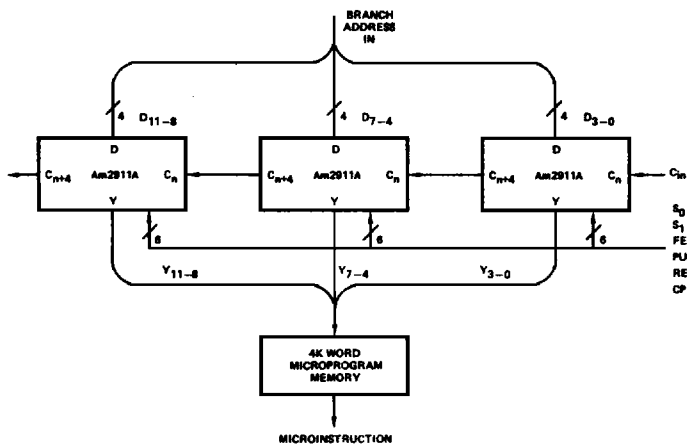 BRANCH
ADDRESS
IN
4 D11–8
4 D7–4
4 D3–0
D
D
D
Cn+4 Am2911A Cn
Cn+4 Am2911A Cn
Cn+4 Am2911A Cn
Cin
Y
Y
Y
S0
S1
FE
PU
RE
CP
6
6
6
Y11–8
Y7–4
Y3–0
4K WORD
MICROPROGRAM
MEMORY
MICROINSTRUCTION